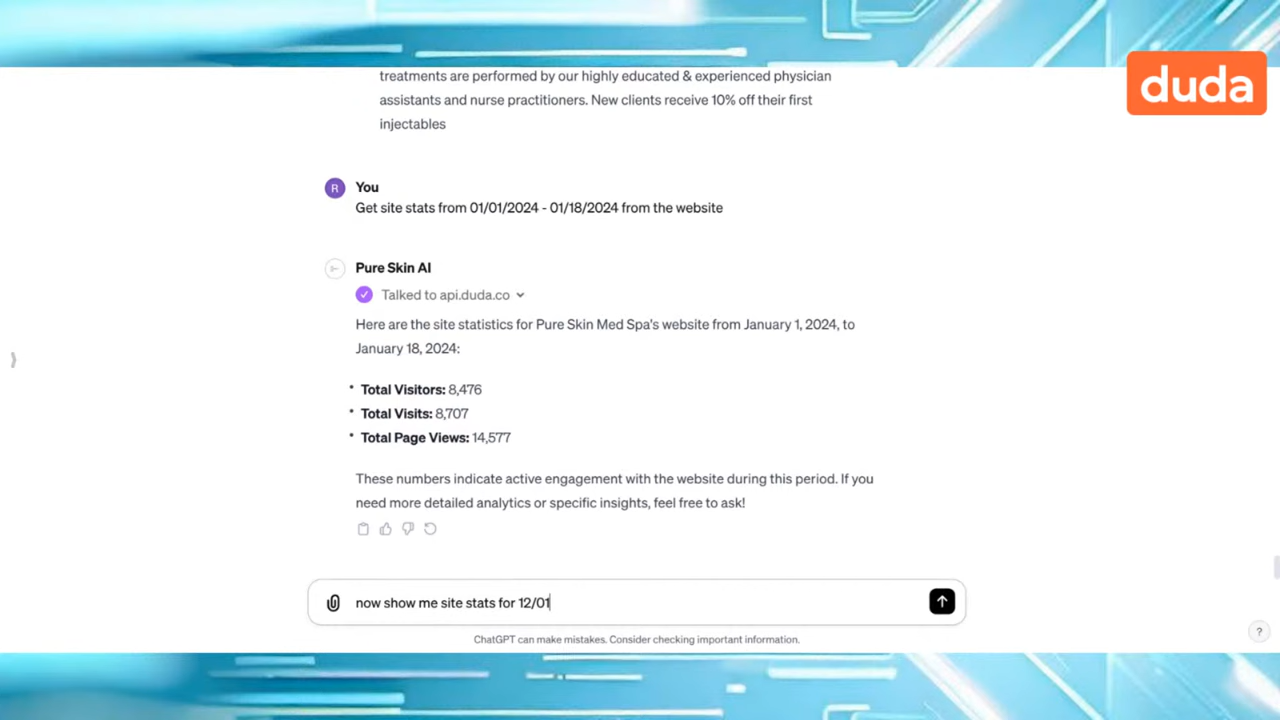 duda
treatments are performed by our highly educated & experienced physician
assistants and nurse practitioners. New clients receive 10% off their first
injectables
R
You
Get site stats from 01/01/2024 - 01/18/2024 from the website
Pure Skin AI
Talked to api.duda.co
Here are the site statistics for Pure Skin Med Spa's website from January 1, 2024, to
January 18, 2024:
• Total Visitors: 8,476
• Total Visits: 8,707
• Total Page Views: 14,577
These numbers indicate active engagement with the website during this period. If you
need more detailed analytics or specific insights, feel free to ask!
now show me site stats for 12/01
ChatGPT can make mistakes. Consider checking important information.
?